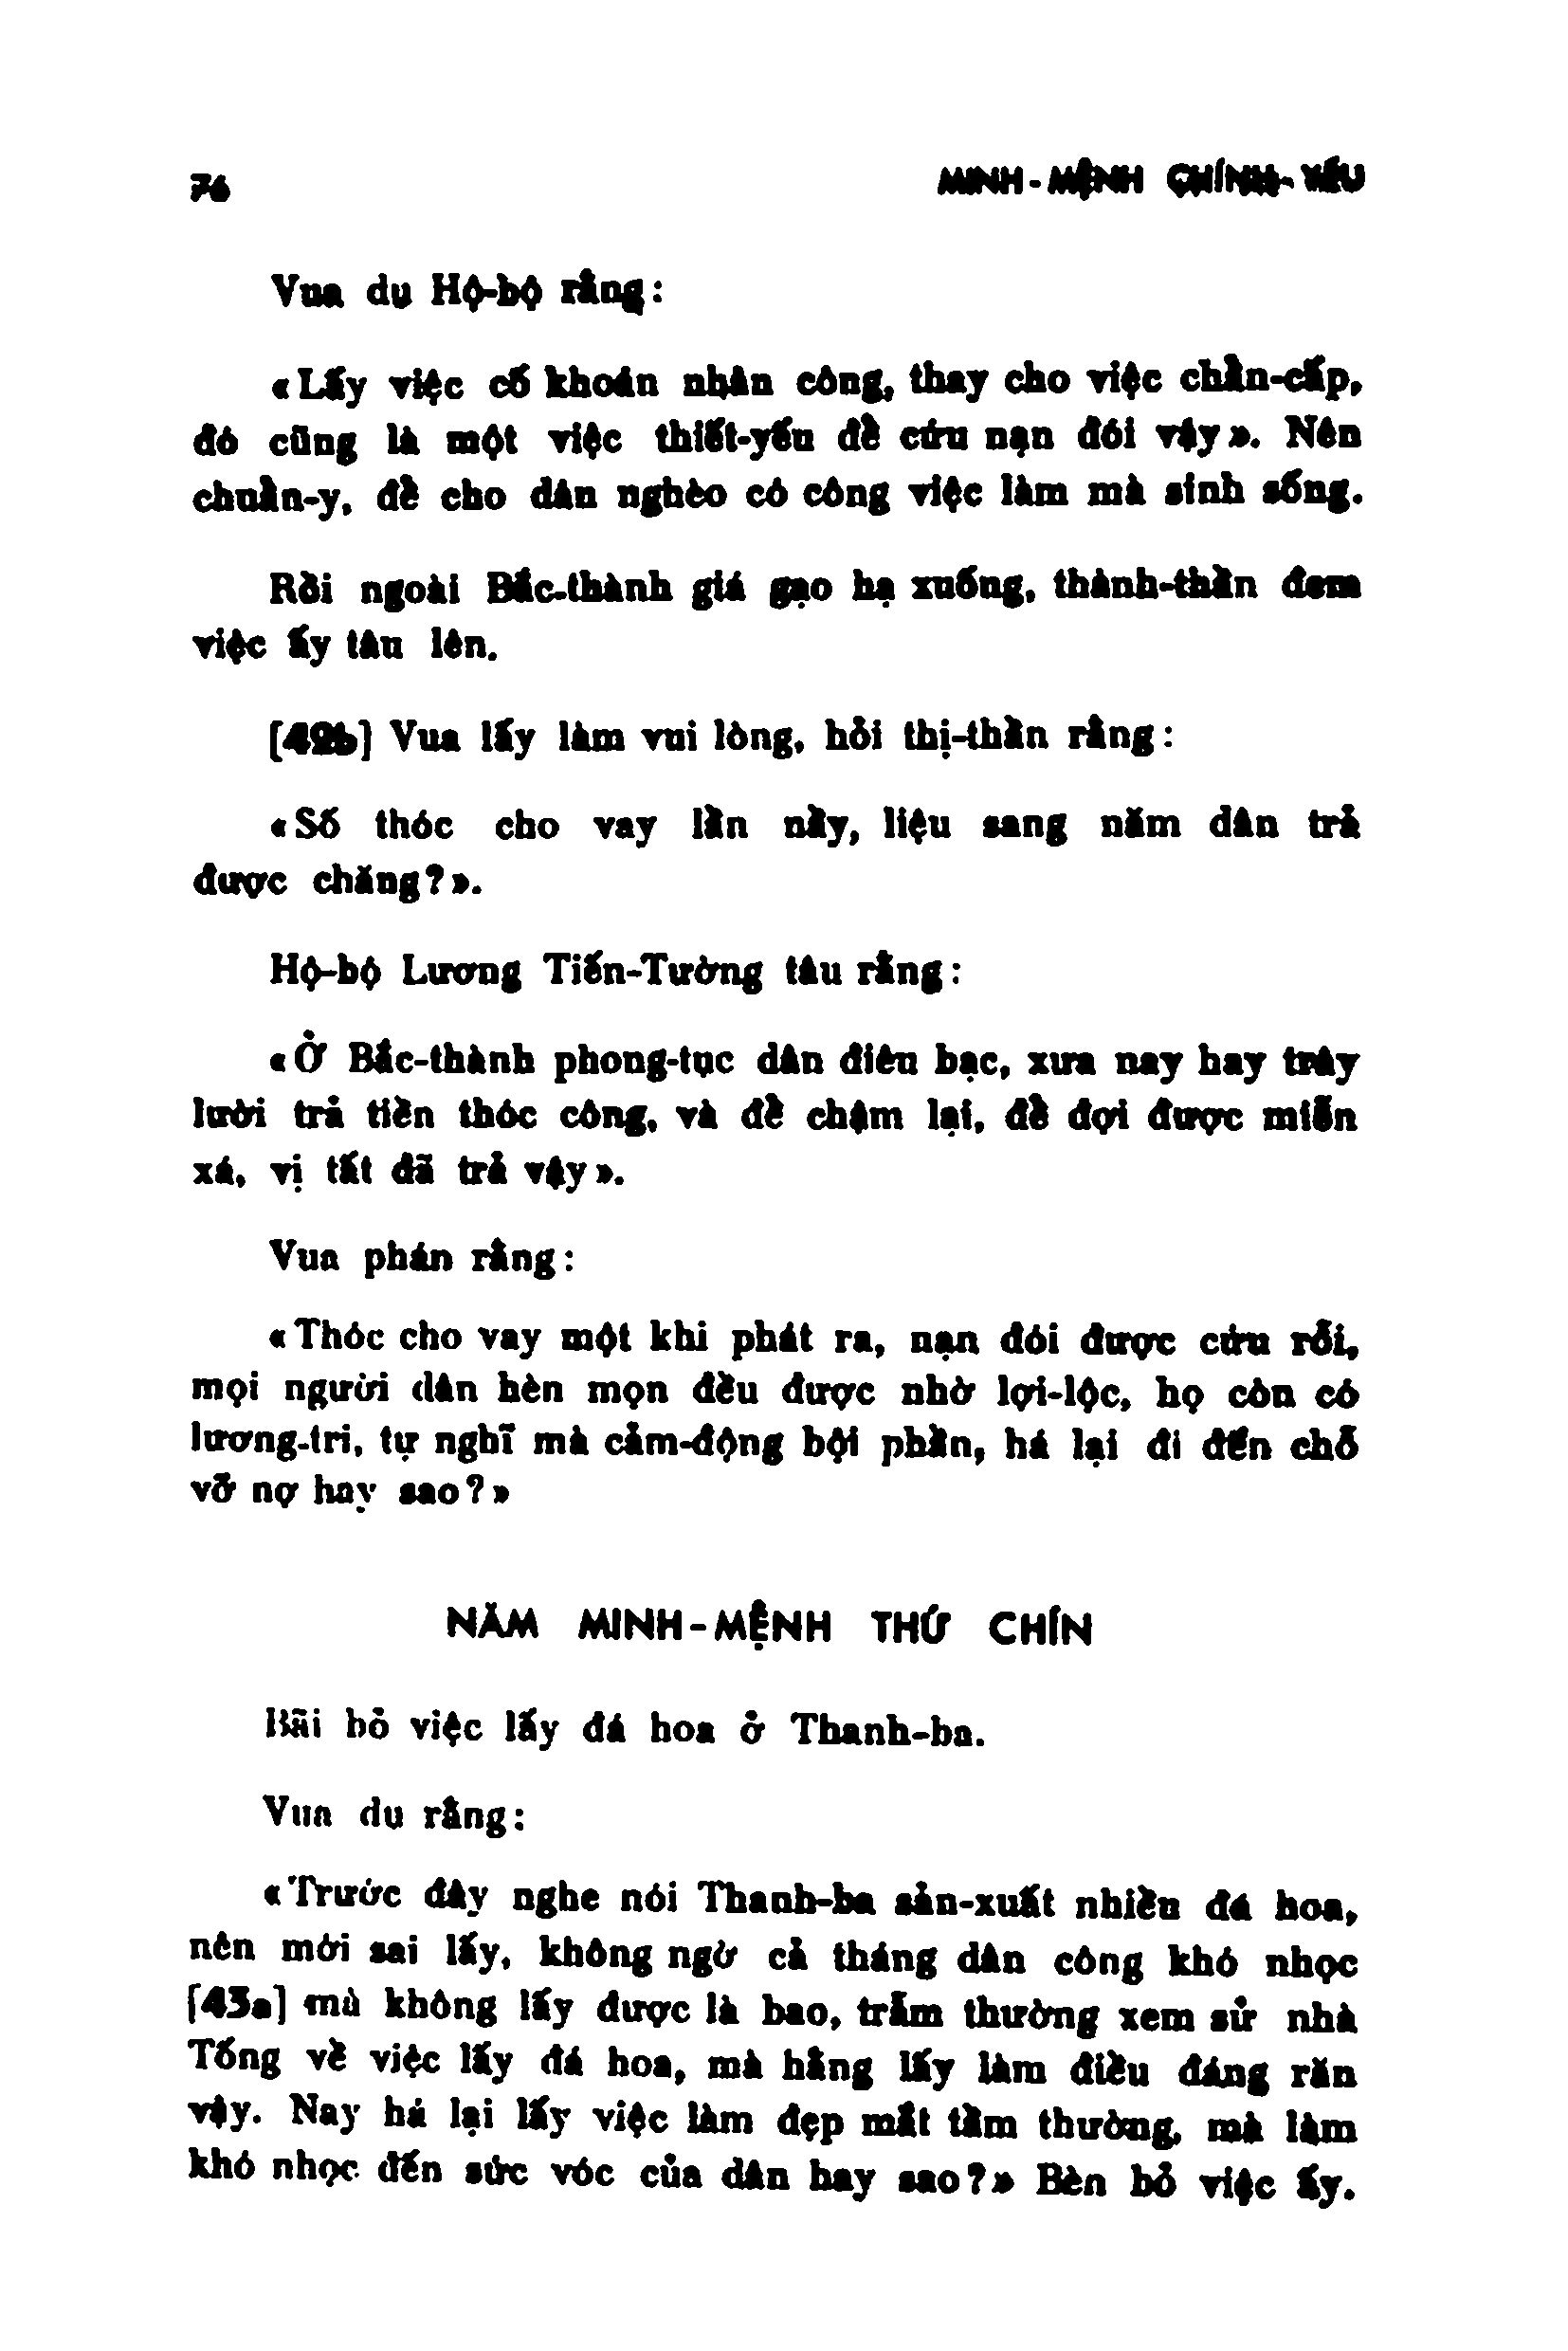 76
MINH-MỆNH CHÍNH-YẾU
Vua dụ Hộ-bộ rằng:
«Lấy việc cố khoán nhân công, thay cho việc chẩn-cấp,
đó cũng là một việc thiết-yếu để cứu nạn đói vậy». Nên
chuẩn-y, để cho dân nghèo có công việc làm mà sinh sống.
Rồi ngoài Bắc-thành giá gạo hạ xuống, thành-thần đem
việc ấy tâu lên.
[42b] Vua lấy làm vui lòng, hỏi thị-thần rằng:
«Số thóc cho vay lần nầy, liệu sang năm dân trả
được chăng?».
Hộ-bộ Lương Tiến-Tường tâu rằng:
«Ở Bắc-thành phong-tục dân điêu bạc, xưa nay hay trây
lười trả tiền thóc công, và để chậm lại, để đợi được miễn
xá, vị tất đã trả vậy».
Vua phán rằng:
«Thóc cho vay một khi phát ra, nạn đói được cứu rỗi,
mọi người dân hèn mọn đều được nhờ lợi-lộc, họ còn có
lương-tri, tự nghĩ mà cảm-động bội phần, há lại đi đến chỗ
vỡ nợ hay sao?»
NĂM MINH-MỆNH THỨ CHÍN
Bãi bỏ việc lấy đá hoa ở Thanh-ba.
Vua dụ rằng:
«Trước đây nghe nói Thanh-ba sản-xuất nhiều đá hoa,
nên mới sai lấy, không ngờ cả tháng dân công khó nhọc
[43a] mà không lấy được là bao, trẫm thường xem sử nhà
Tống về việc lấy đá hoa, mà hằng lấy làm điều đáng răn
vậy. Nay há lại lấy việc làm đẹp mắt tầm thường, mà làm
khó nhọc đến sức vóc của dân hay sao?» Bèn bỏ việc ấy.